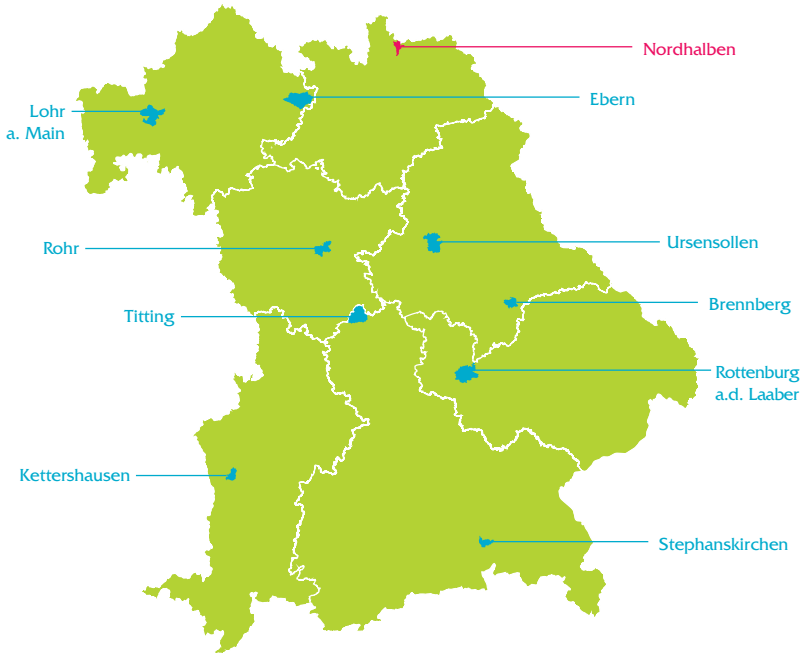 Nordhalben
Ebern
Lohr
a. Main
Rohr
Ursensollen
Brennberg
Titting
Rottenburg
a.d. Laaber
Kettershausen
Stephanskirchen